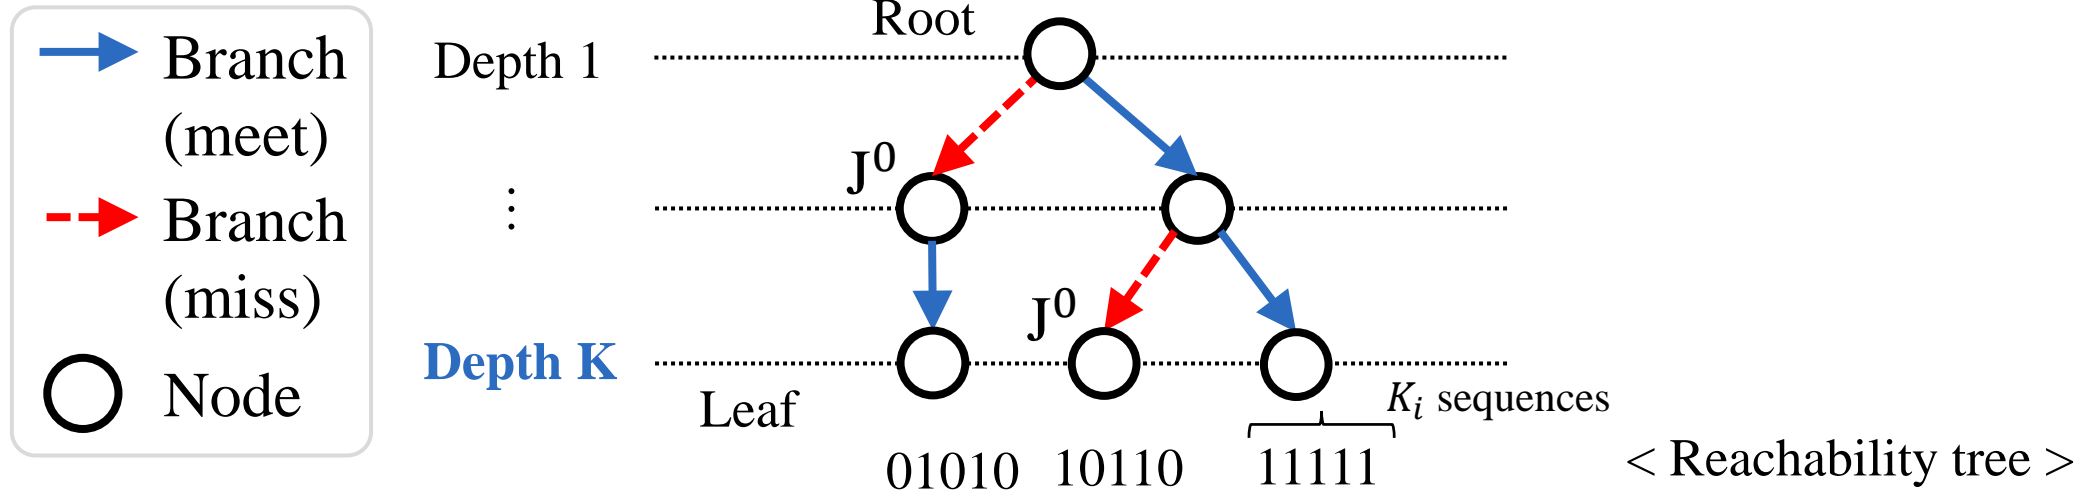 Branch
(meet)
Branch
(miss)
Node
Depth 1
⋮
Depth K
Root
J⁰
J⁰
Leaf
Kᵢ sequences
01010 10110 11111
< Reachability tree >